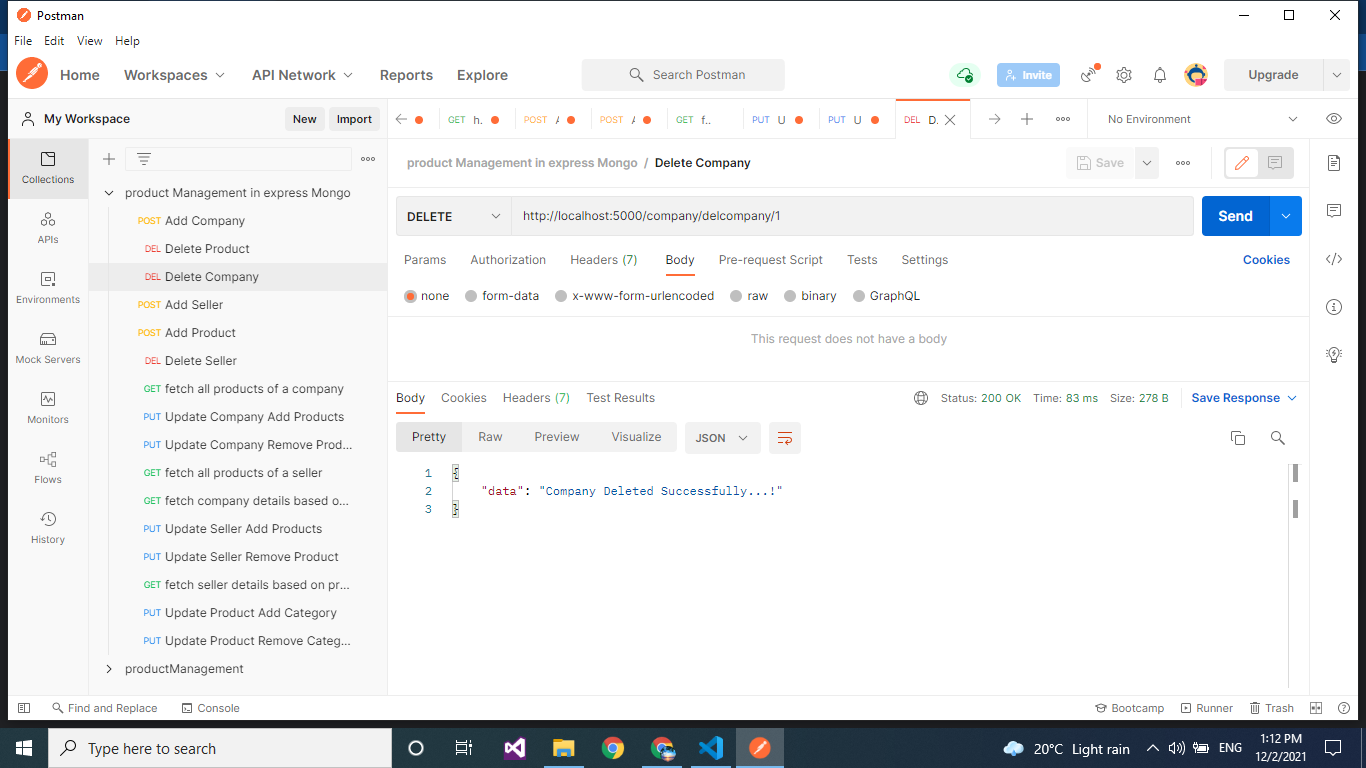 Postman
File Edit View Help
Home Workspaces API Network Reports Explore Search Postman Invite Upgrade
My Workspace New Import
GET h. POST POST GET f.. PUT U PUT U DEL D. No Environment
Collections
APIs
Environments
Mock Servers
Monitors
Flows
History
product Management in express Mongo
POST Add Company
DEL Delete Product
DEL Delete Company
POST Add Seller
POST Add Product
DEL Delete Seller
GET fetch all products of a company
PUT Update Company Add Products
PUT Update Company Remove Prod...
GET fetch all products of a seller
GET fetch company details based o...
PUT Update Seller Add Products
PUT Update Seller Remove Product
GET fetch seller details based on pr...
PUT Update Product Add Category
PUT Update Product Remove Categ...
productManagement
product Management in express Mongo / Delete Company Save
DELETE http://localhost:5000/company/delcompany/1 Send
Params Authorization Headers (7) Body Pre-request Script Tests Settings Cookies
none form-data x-www-form-urlencoded raw binary GraphQL
This request does not have a body
Body Cookies Headers (7) Test Results Status: 200 OK Time: 83 ms Size: 278 B Save Response
Pretty Raw Preview Visualize JSON
1 {
2 "data": "Company Deleted Successfully...!"
3 }
Find and Replace Console Bootcamp Runner Trash
Type here to search 20°C Light rain ENG 1:12 PM
12/2/2021